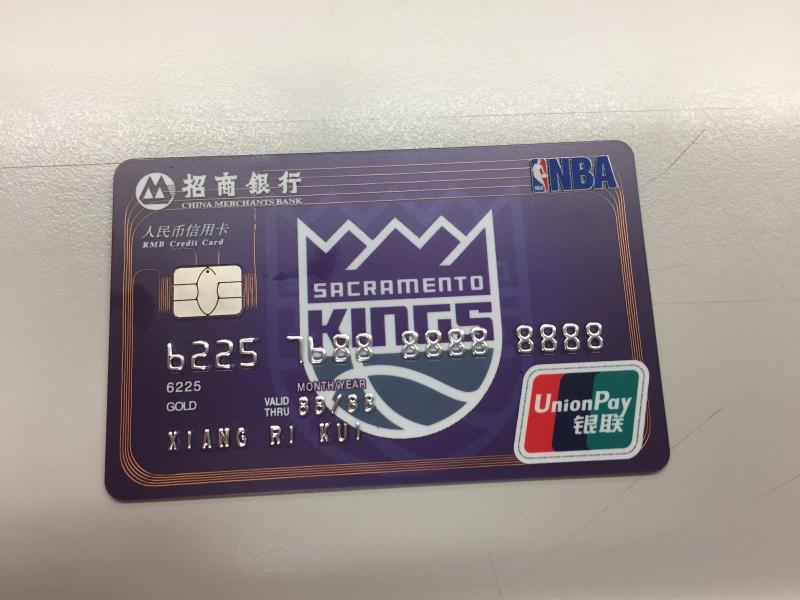 招商银行
CHINA MERCHANTS BANK
NBA
NBA
人民币信用卡
RMB Credit Card
SACRAMENTO
KINGS
6225 7688 8888 8888
6225
MONTH/YEAR
GOLD
VALID
THRU
88/88
XIANG RI KUI
UnionPay
银联